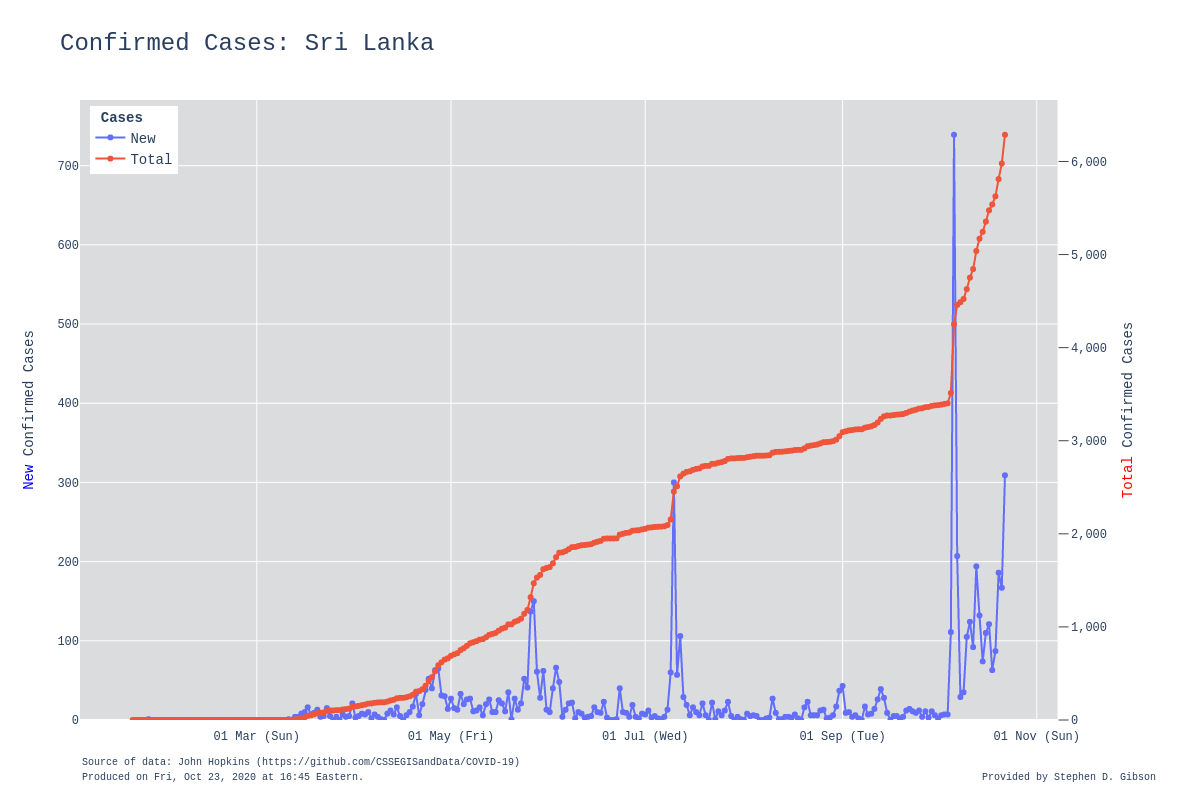 Confirmed Cases: Sri Lanka
Cases
New
Total
700
600
500
400
300
200
100
0
6,000
5,000
4,000
3,000
2,000
1,000
0
New Confirmed Cases
Total Confirmed Cases
01 Mar (Sun)
01 May (Fri)
01 Jul (Wed)
01 Sep (Tue)
01 Nov (Sun)
Source of data: John Hopkins (https://github.com/CSSEGISandData/COVID-19)
Produced on Fri, Oct 23, 2020 at 16:45 Eastern.
Provided by Stephen D. Gibson